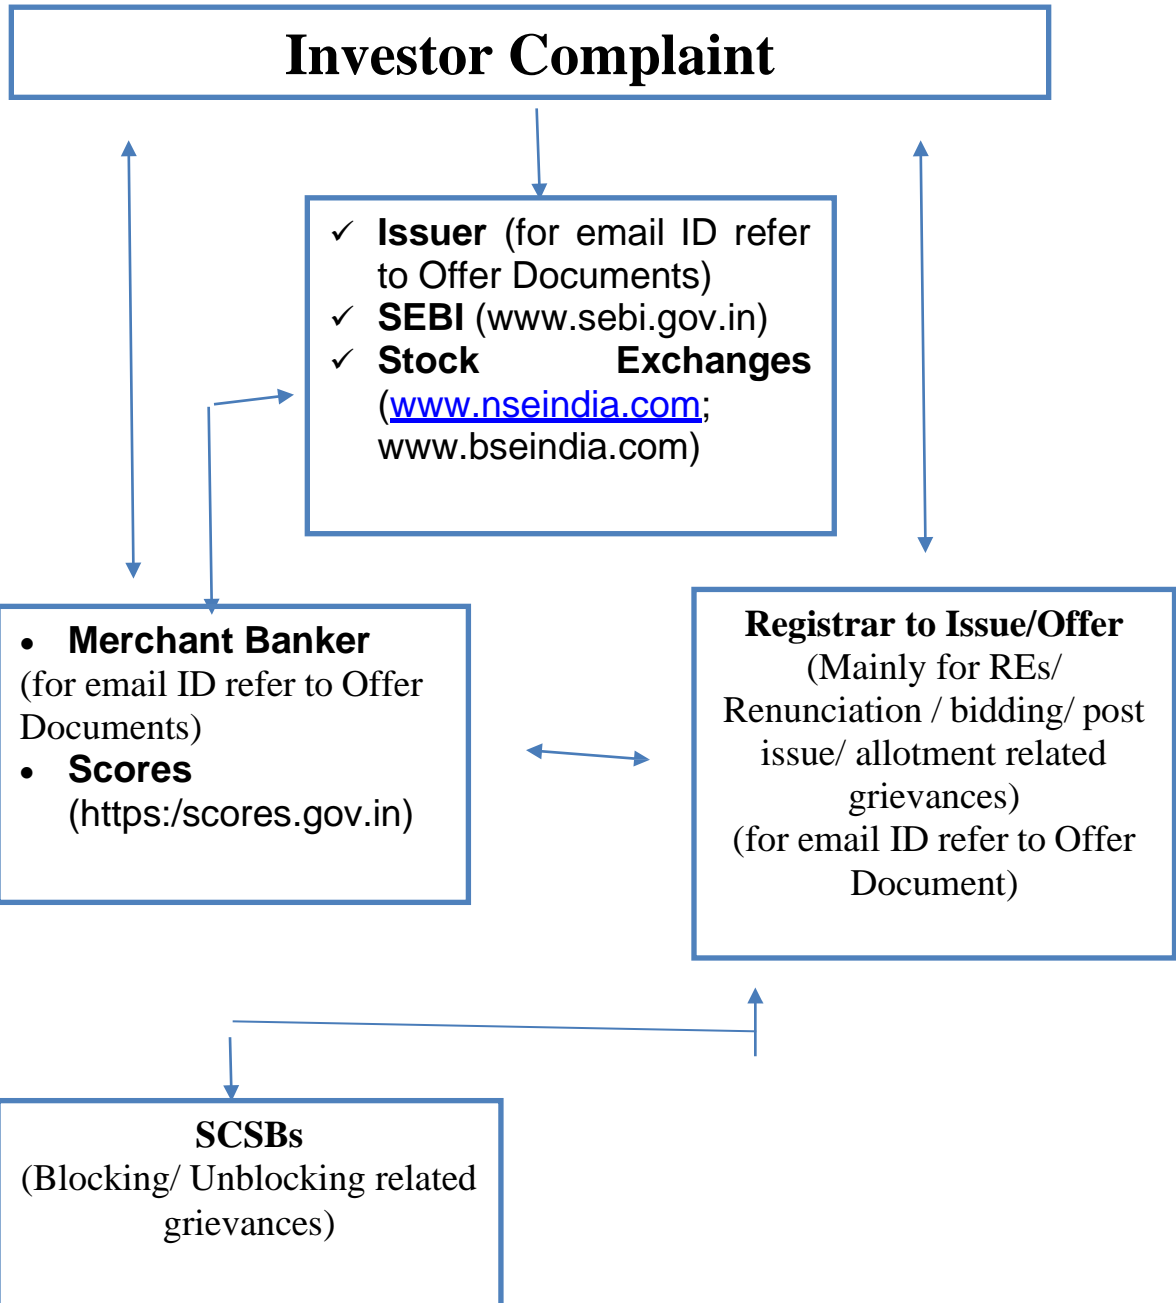 Investor Complaint
✓ Issuer (for email ID refer
to Offer Documents)
✓ SEBI (www.sebi.gov.in)
✓ Stock Exchanges
(www.nseindia.com;
www.bseindia.com)
• Merchant Banker
(for email ID refer to Offer
Documents)
• Scores
(https:/scores.gov.in)
Registrar to Issue/Offer
(Mainly for REs/
Renunciation / bidding/ post
issue/ allotment related
grievances)
(for email ID refer to Offer
Document)
SCSBs
(Blocking/ Unblocking related
grievances)